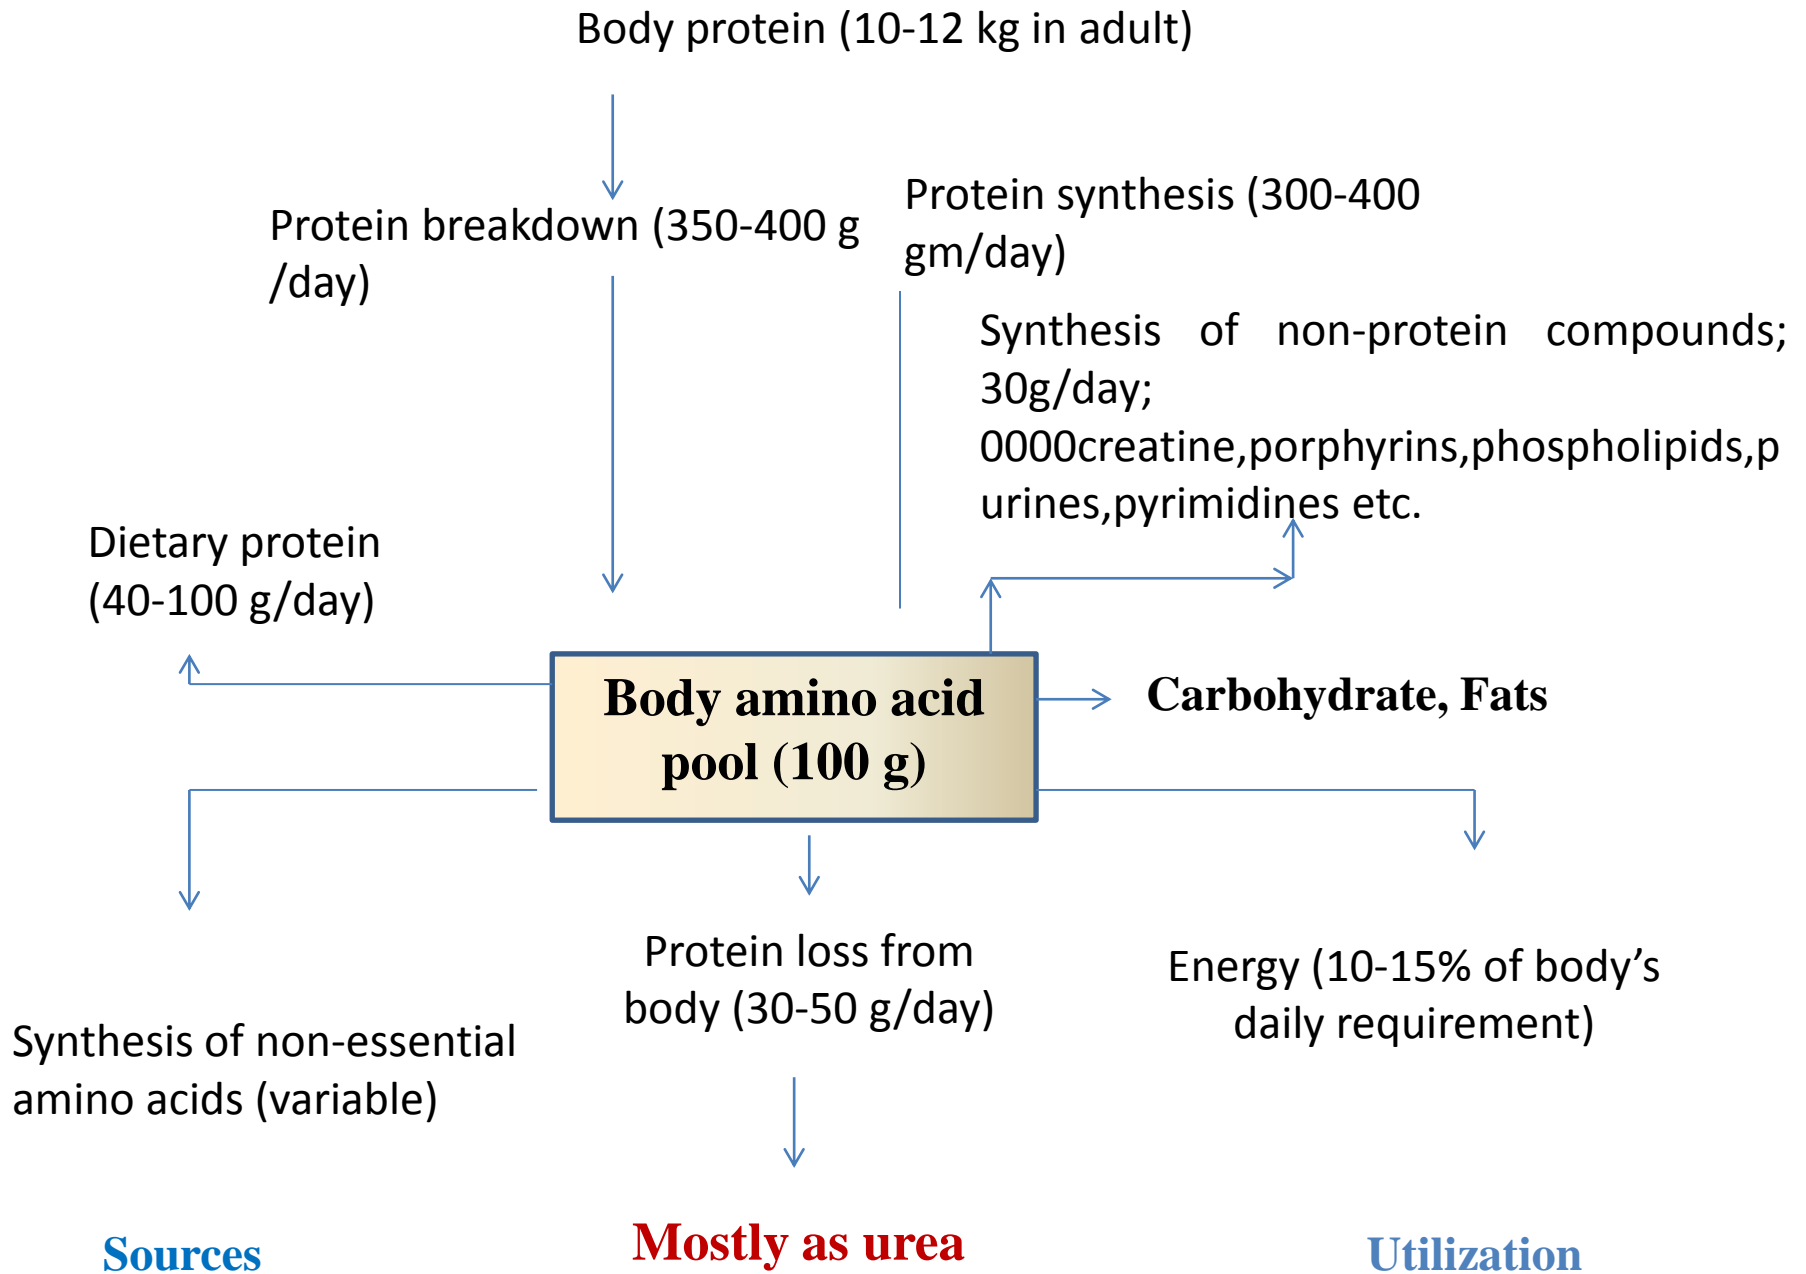 Body protein (10-12 kg in adult)
Protein breakdown (350-400 g
/day)
Protein synthesis (300-400
gm/day)
Synthesis of non-protein compounds;
30g/day;
0000creatine,porphyrins,phospholipids,p
urines,pyrimidines etc.
Dietary protein
(40-100 g/day)
Body amino acid
pool (100 g)
Carbohydrate, Fats
Protein loss from
body (30-50 g/day)
Energy (10-15% of body’s
daily requirement)
Synthesis of non-essential
amino acids (variable)
Sources
Mostly as urea
Utilization